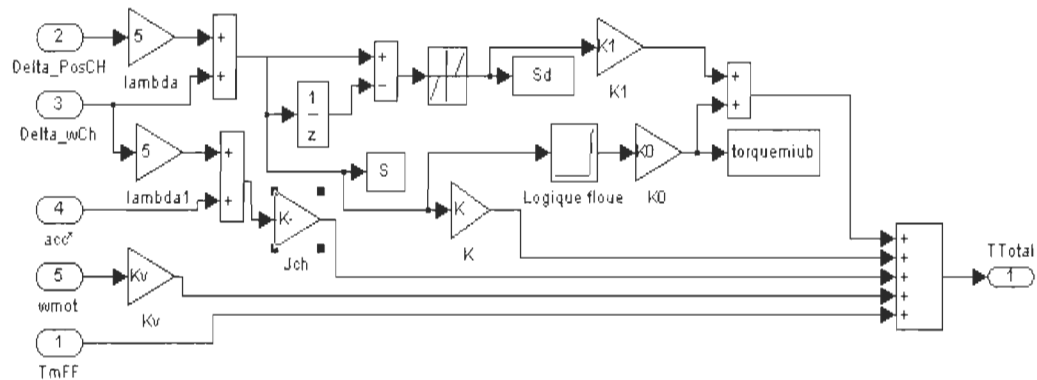 2
Delta_PosCH
5
lambda
+
+
3
Delta_wCh
5
lambda1
+
+
4
acc*
K-
Jch
5
wmot
Kv
Kv
1
TmFF
1
z
+
−
Sd
K1
K1
+
+
S
Logique floue
K0
K0
torquemiub
K
K
+
+
+
+
+
TTotal
1